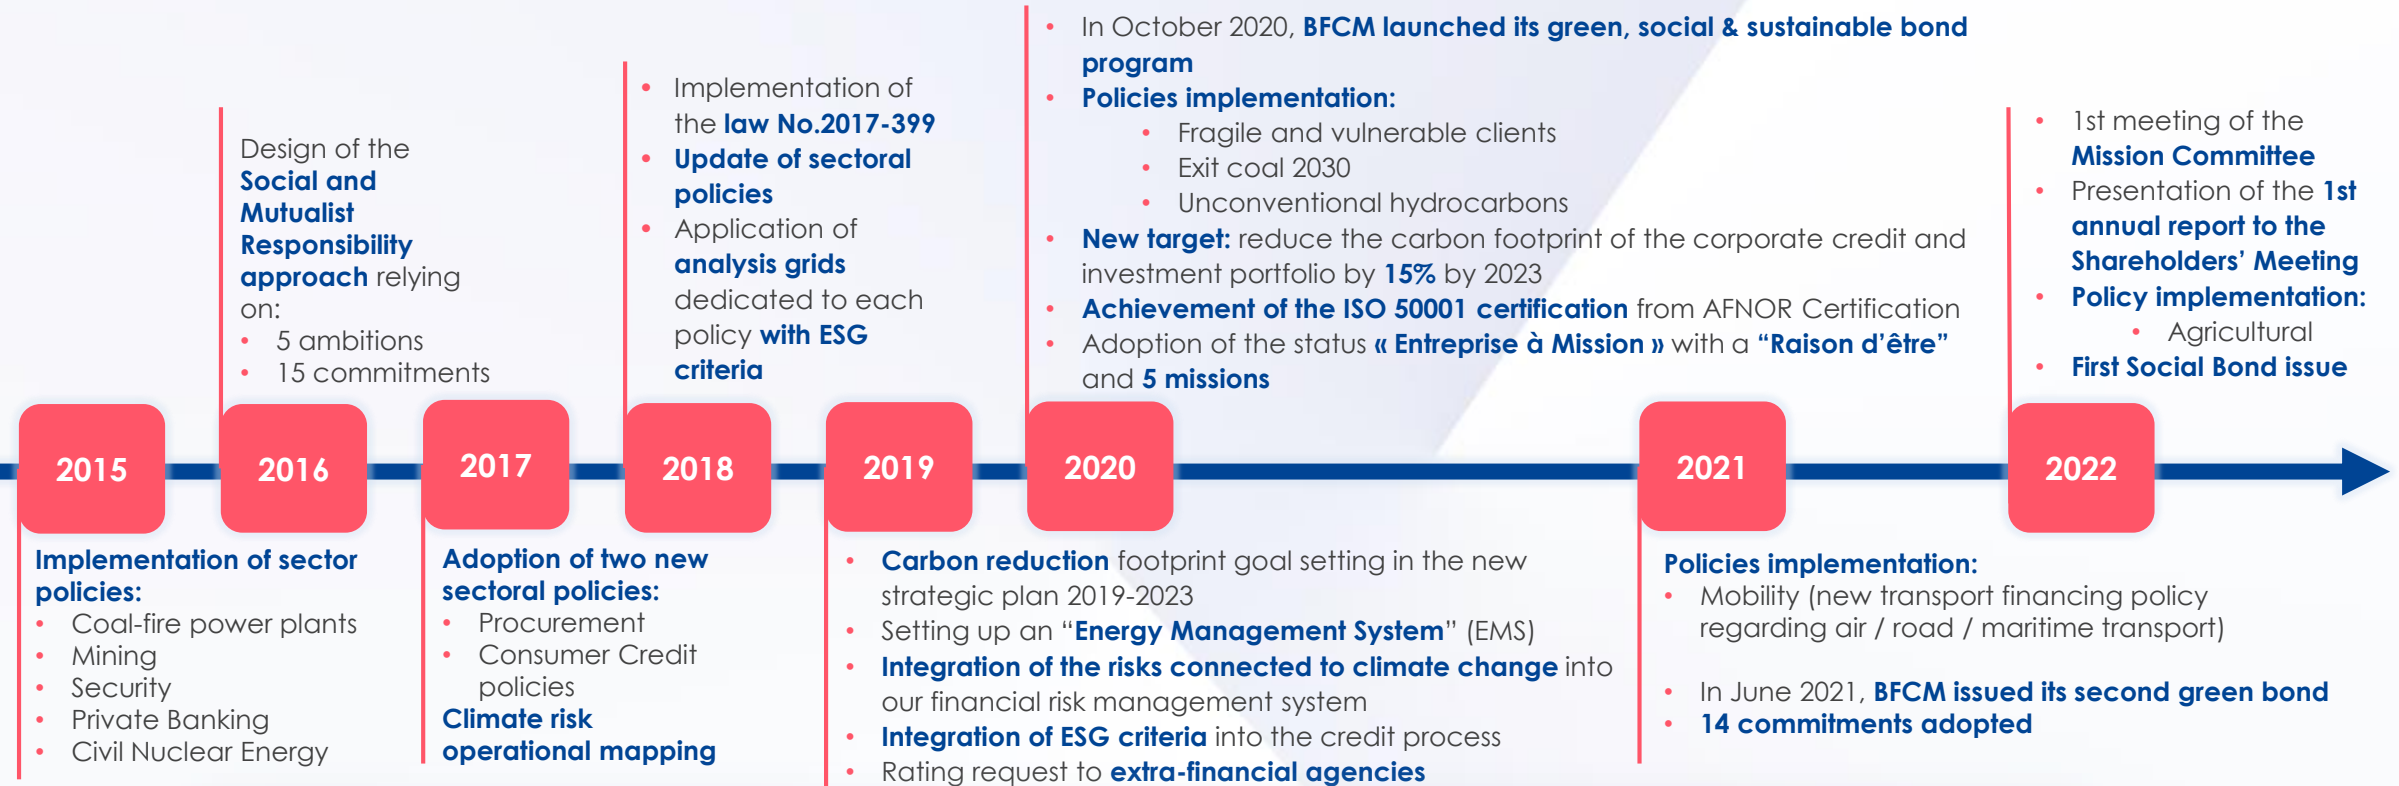 Design of the
Social and
Mutualist
Responsibility
approach relying
on:
• 5 ambitions
• 15 commitments
• Implementation of
the law No.2017-399
• Update of sectoral
policies
• Application of
analysis grids
dedicated to each
policy with ESG
criteria
• In October 2020, BFCM launched its green, social & sustainable bond
program
• Policies implementation:
• Fragile and vulnerable clients
• Exit coal 2030
• Unconventional hydrocarbons
• New target: reduce the carbon footprint of the corporate credit and
investment portfolio by 15% by 2023
• Achievement of the ISO 50001 certification from AFNOR Certification
• Adoption of the status « Entreprise à Mission » with a “Raison d’être”
and 5 missions
• 1st meeting of the
Mission Committee
• Presentation of the 1st
annual report to the
Shareholders’ Meeting
• Policy implementation:
• Agricultural
• First Social Bond issue
2015
2016
2017
2018
2019
2020
2021
2022
Implementation of sector
policies:
• Coal-fire power plants
• Mining
• Security
• Private Banking
• Civil Nuclear Energy
Adoption of two new
sectoral policies:
• Procurement
• Consumer Credit
policies
Climate risk
operational mapping
• Carbon reduction footprint goal setting in the new
strategic plan 2019-2023
• Setting up an “Energy Management System” (EMS)
• Integration of the risks connected to climate change into
our financial risk management system
• Integration of ESG criteria into the credit process
• Rating request to extra-financial agencies
Policies implementation:
• Mobility (new transport financing policy
regarding air / road / maritime transport)
• In June 2021, BFCM issued its second green bond
• 14 commitments adopted